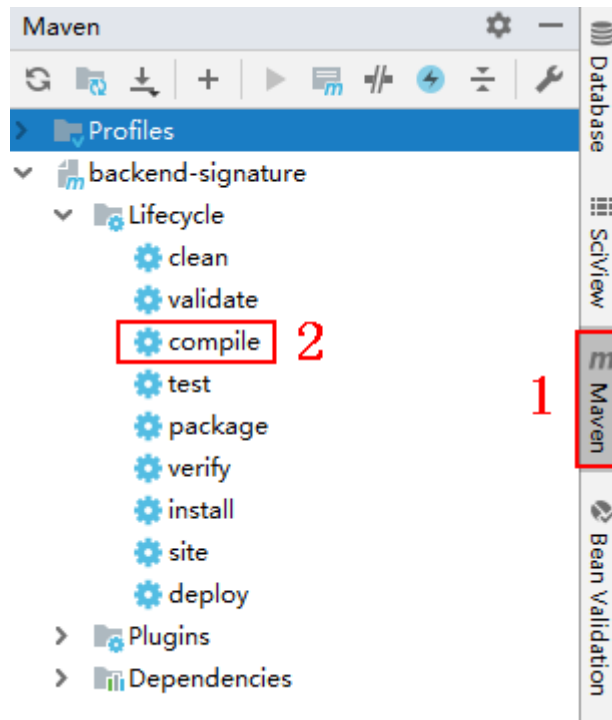 Maven
Profiles
backend-signature
Lifecycle
clean
validate
compile
2
test
package
verify
install
site
deploy
Plugins
Dependencies
Database
SciView
1
m Maven
Bean Validation